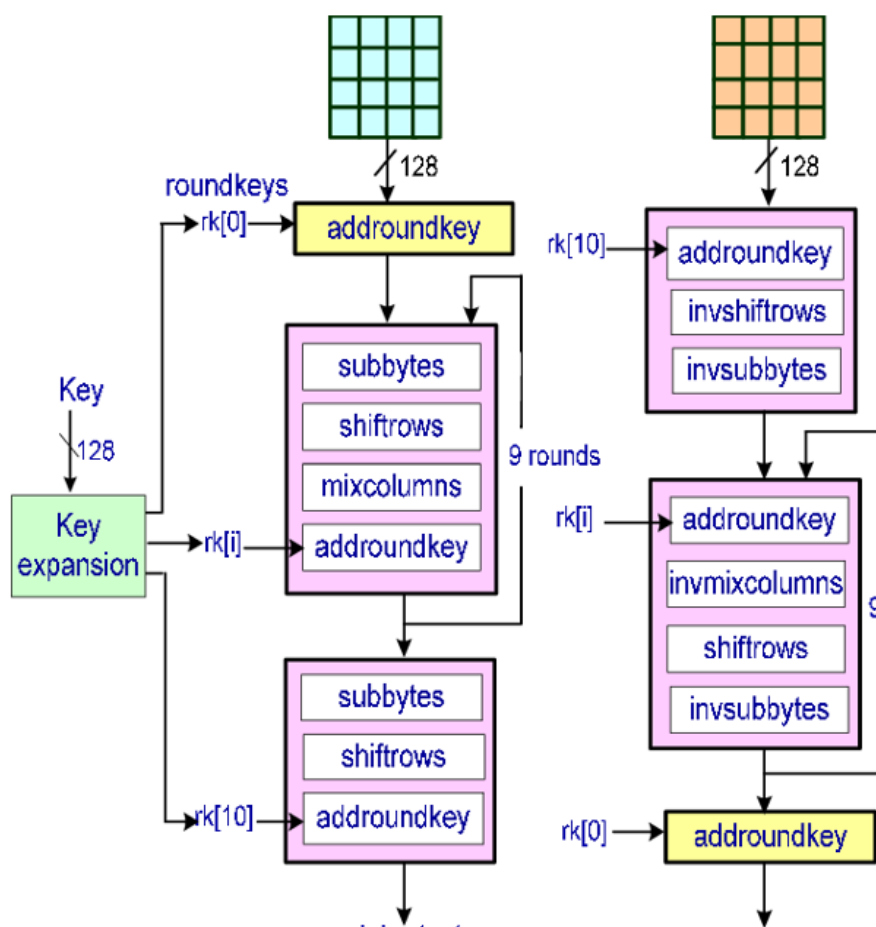 128
roundkeys
rk[0]
addroundkey
subbytes
shiftrows
mixcolumns
addroundkey
9 rounds
Key
128
Key
expansion
rk[i]
subbytes
shiftrows
addroundkey
rk[10]
128
rk[10]
addroundkey
invshiftrows
invsubbytes
rk[i]
addroundkey
invmixcolumns
shiftrows
invsubbytes
rk[0]
addroundkey